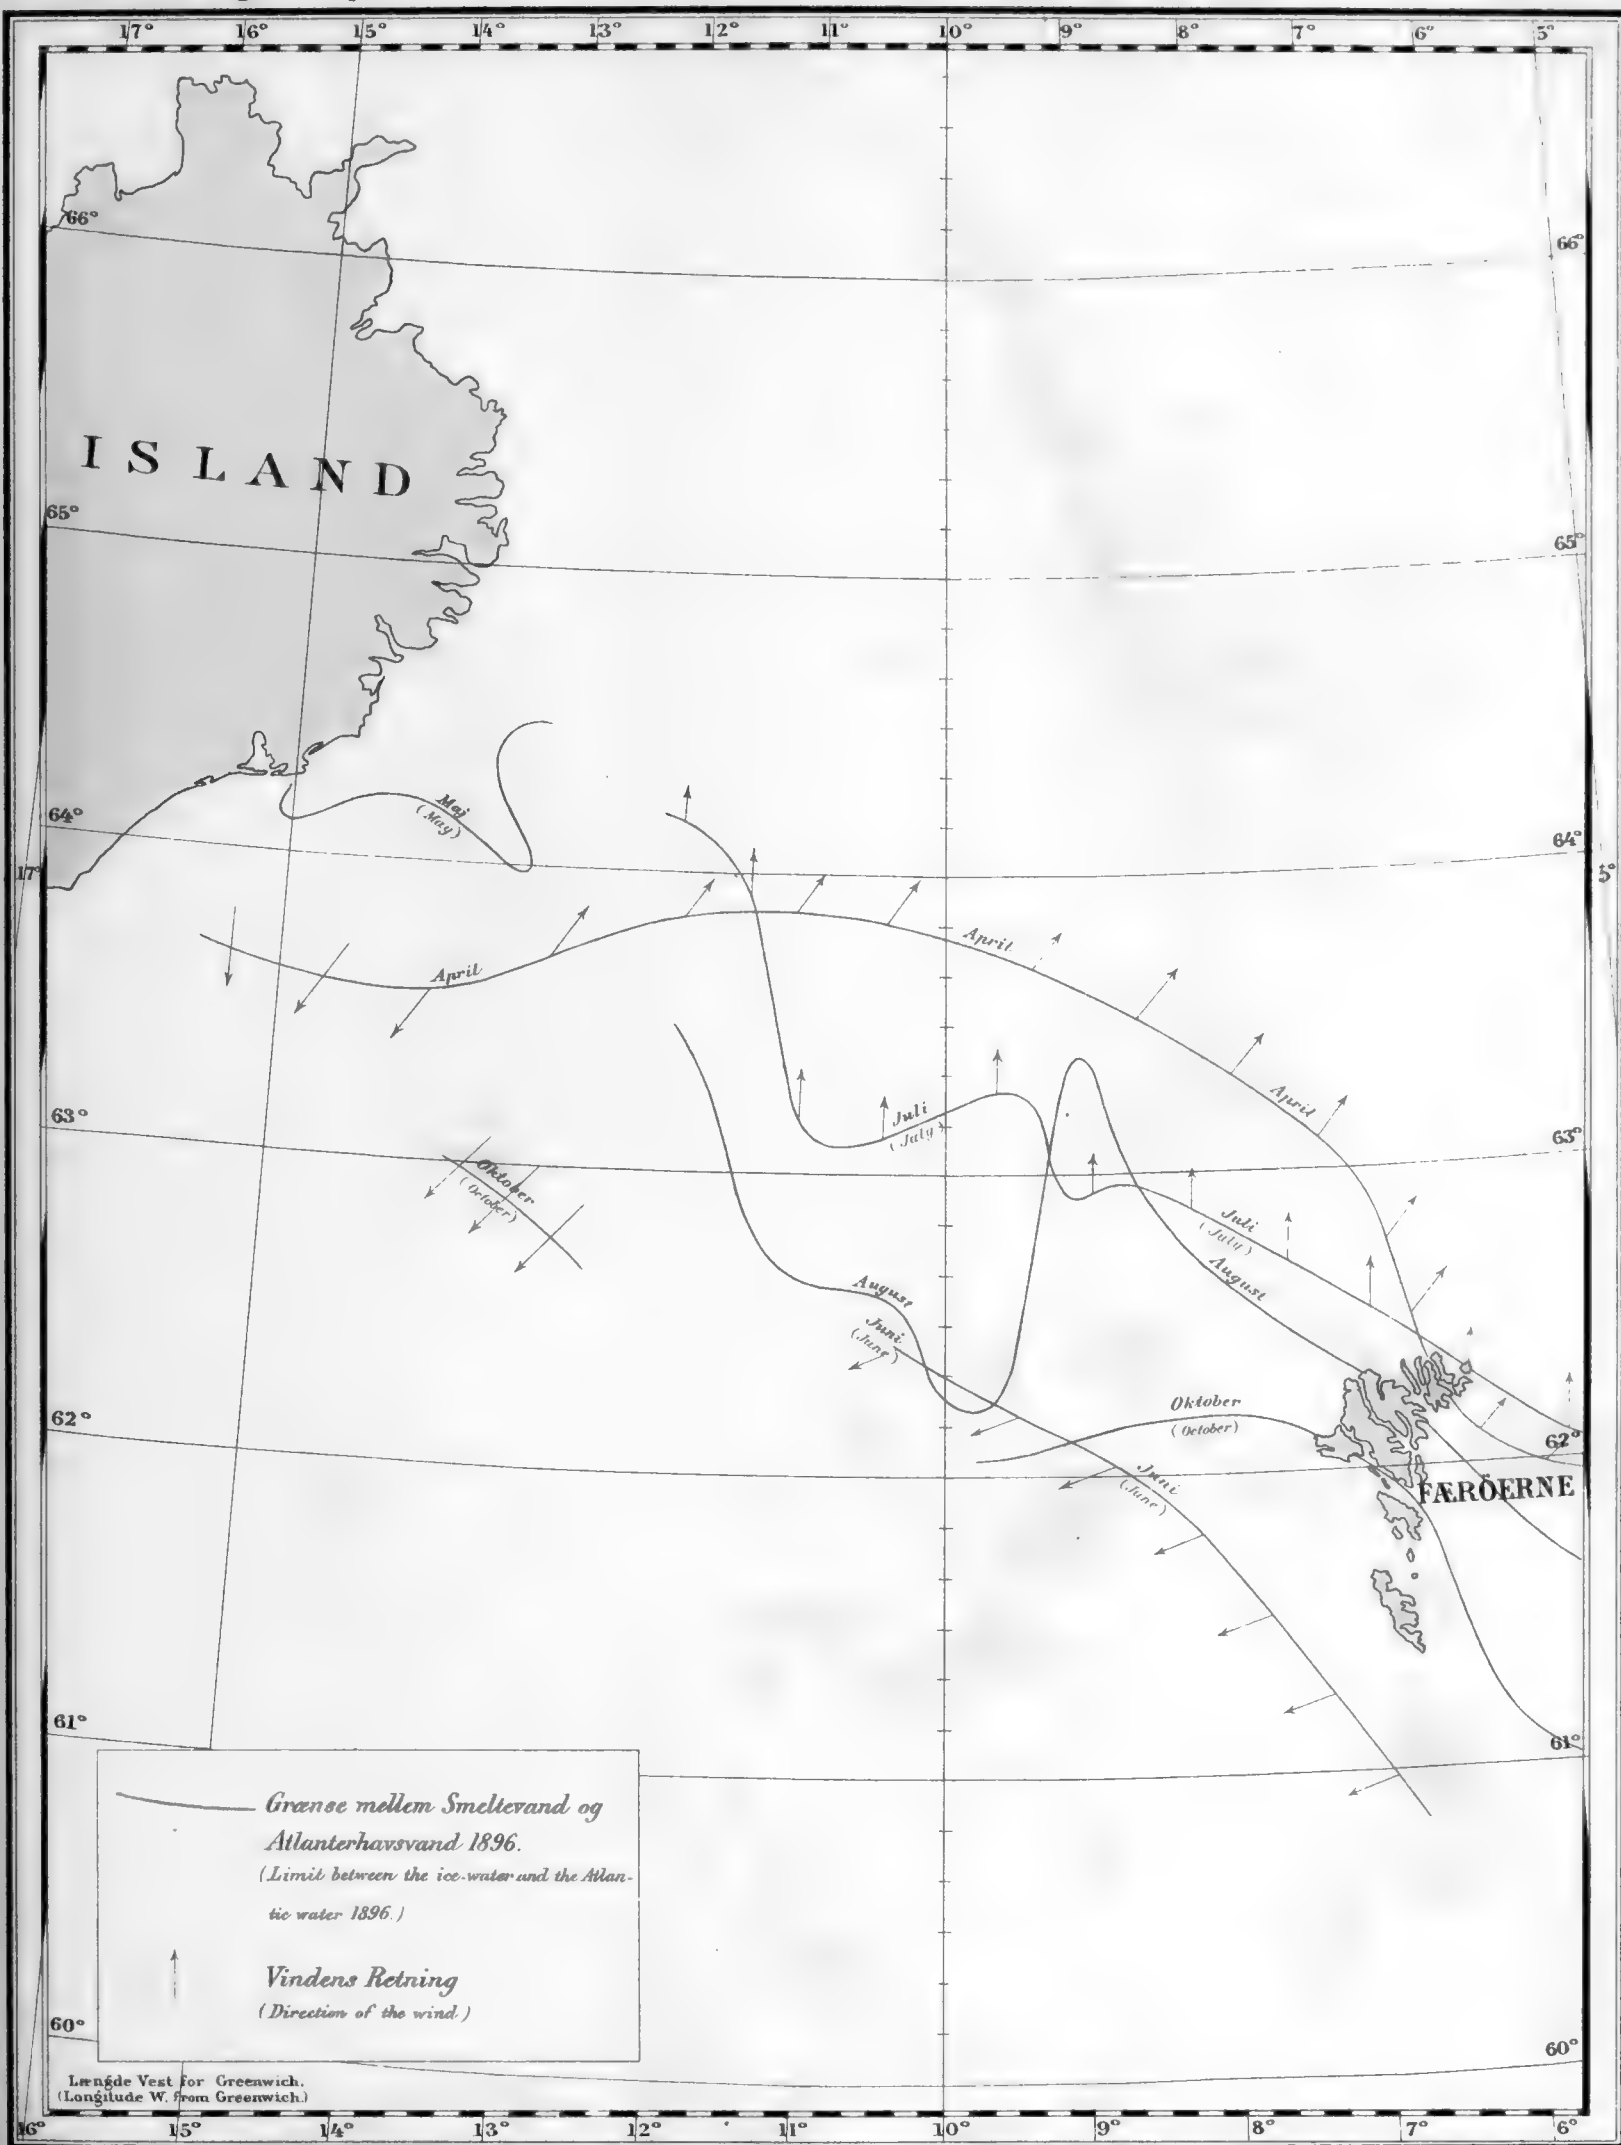 17° 16° 15° 14° 13° 12° 11° 10° 9° 8° 7° 6° 5°
66° 66°
ISLAND
65° 65°
Maj
(May)
64° 64°
17° 5°
April
April
April
63° 63°
Juli
(July)
Oktober
(October)
Juli
(July)
August
August
Juni
(June)
Oktober
(October)
62° 62°
Juni
(June)
FÆRÖERNE
61° 61°
Grænse mellem Smeltevand og
Atlanterhavsvand 1896.
(Limit between the ice-water and the Atlan-
tic water 1896.)
Vindens Retning
(Direction of the wind.)
60° 60°
Længde Vest for Greenwich.
(Longitude W. from Greenwich.)
16° 15° 14° 13° 12° 11° 10° 9° 8° 7° 6°